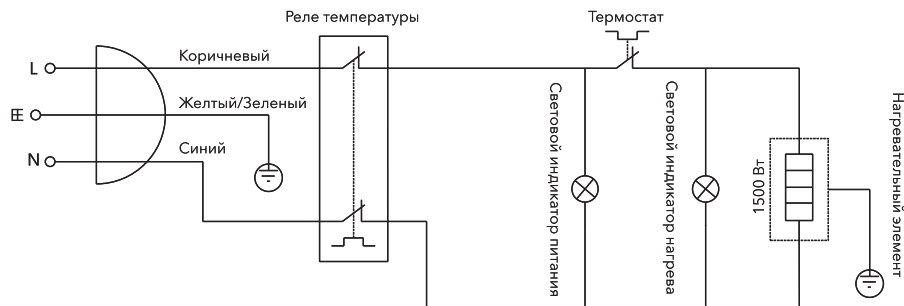 Реле температуры
Термостат
L
Коричневый
Желтый/Зеленый
N
Синий
Световой индикатор питания
Световой индикатор нагрева
1500 Вт
Нагревательный элемент